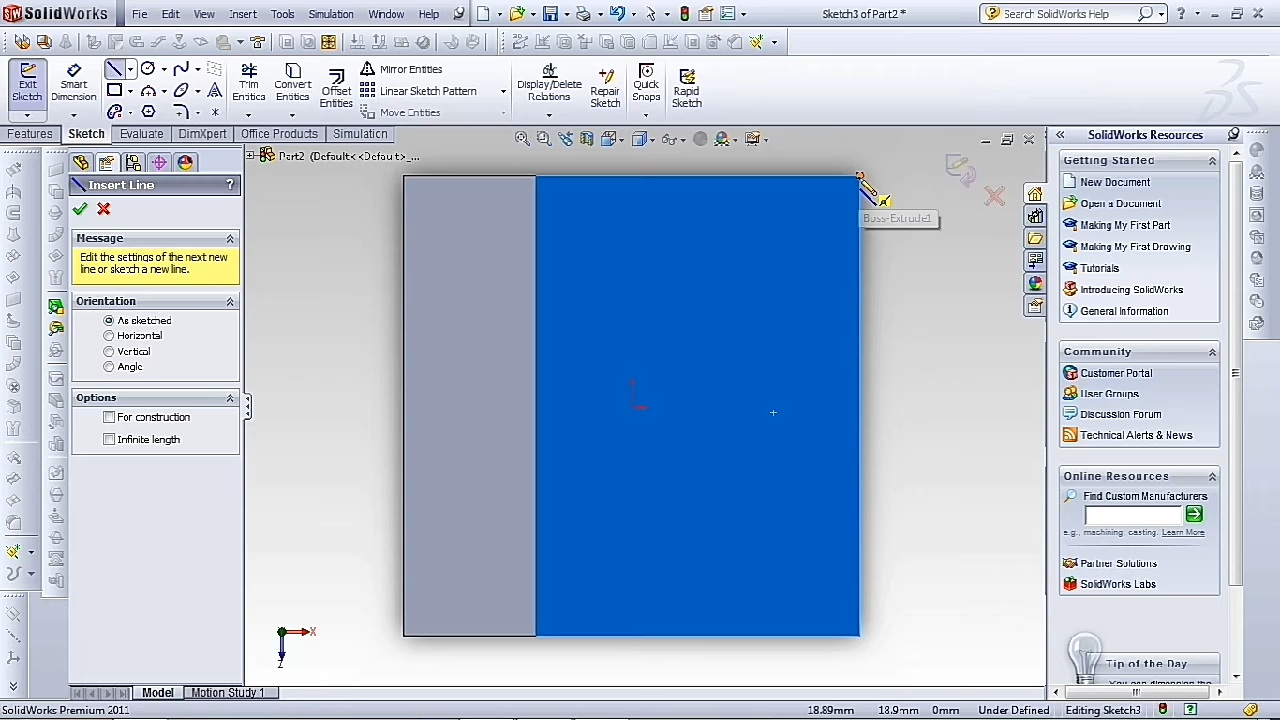 SolidWorks File Edit View Insert Tools Simulation Window Help Sketch3 of Part2 * Search SolidWorks Help
Exit Sketch
Smart Dimension
Trim Entities
Convert Entities
Offset Entities
Mirror Entities
Linear Sketch Pattern
Move Entities
Display/Delete Relations
Repair Sketch
Quick Snaps
Rapid Sketch
Features Sketch Evaluate DimXpert Office Products Simulation
Part2 (Default<<Default>_...
Insert Line ?
Message
Edit the settings of the next new
line or sketch a new line.
Orientation
As sketched
Horizontal
Vertical
Angle
Options
For construction
Infinite length
Boss-Extrude1
X
Z
SolidWorks Resources
Getting Started
New Document
Open a Document
Making My First Part
Making My First Drawing
Tutorials
Introducing SolidWorks
General Information
Community
Customer Portal
User Groups
Discussion Forum
Technical Alerts & News
Online Resources
Find Custom Manufacturers
e.g., machining, casting. Learn More
Partner Solutions
SolidWorks Labs
Tip of the Day
Model Motion Study 1
SolidWorks Premium 2011 18.89mm 18.9mm 0mm Under Defined Editing Sketch3